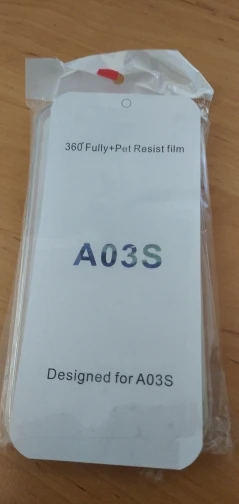 360°Fully+Pet Resist film
A03S
Designed for A03S